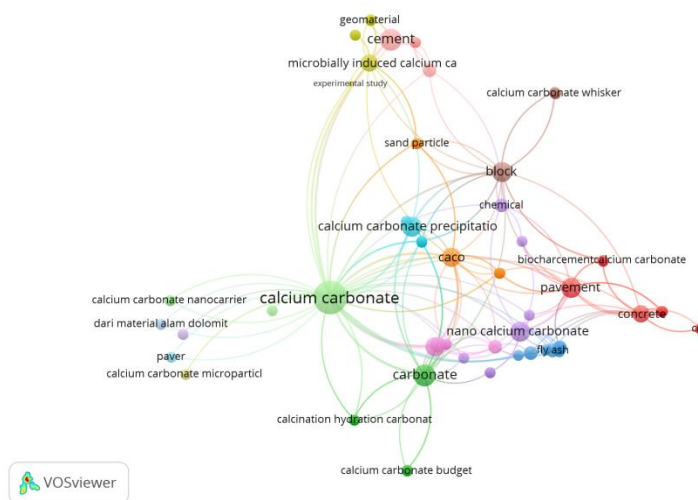 geomaterial
cement
microbially induced calcium ca
experimental study
calcium carbonate whisker
sand particle
block
chemical
calcium carbonate precipitatio
caco
biocharcementcalcium carbonate
pavement
calcium carbonate
calcium carbonate nanocarrier
concrete
dari material alam dolomit
nano calcium carbonate
paver
fly ash
calcium carbonate microparticl
carbonate
calcination hydration carbonat
calcium carbonate budget
VOSviewer